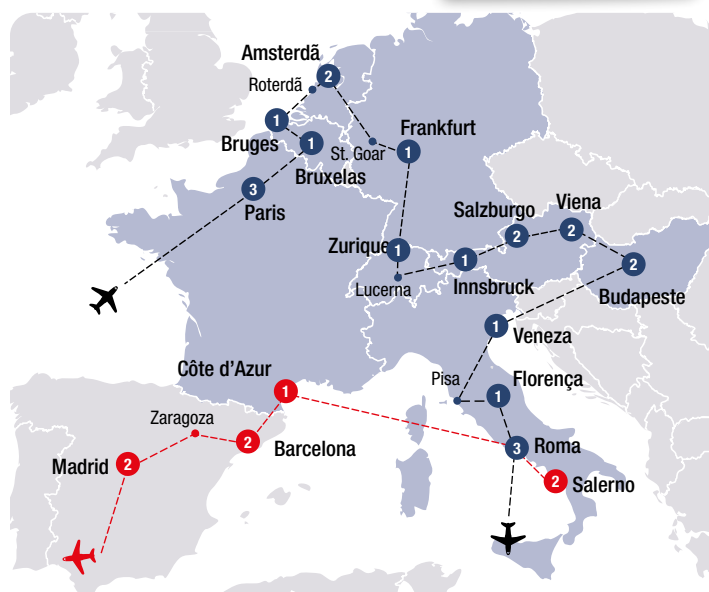 Amsterdã
2
Roterdã
1
Bruges
St. Goar
Frankfurt
1
1
Bruxelas
3
Paris
Salzburgo
2
Viena
2
Zurique
1
Lucerna
1
Innsbruck
2
Budapeste
1
Veneza
Côte d'Azur
1
Pisa
Florença
1
Zaragoza
2
Barcelona
Madrid
2
3
Roma
2
Salerno